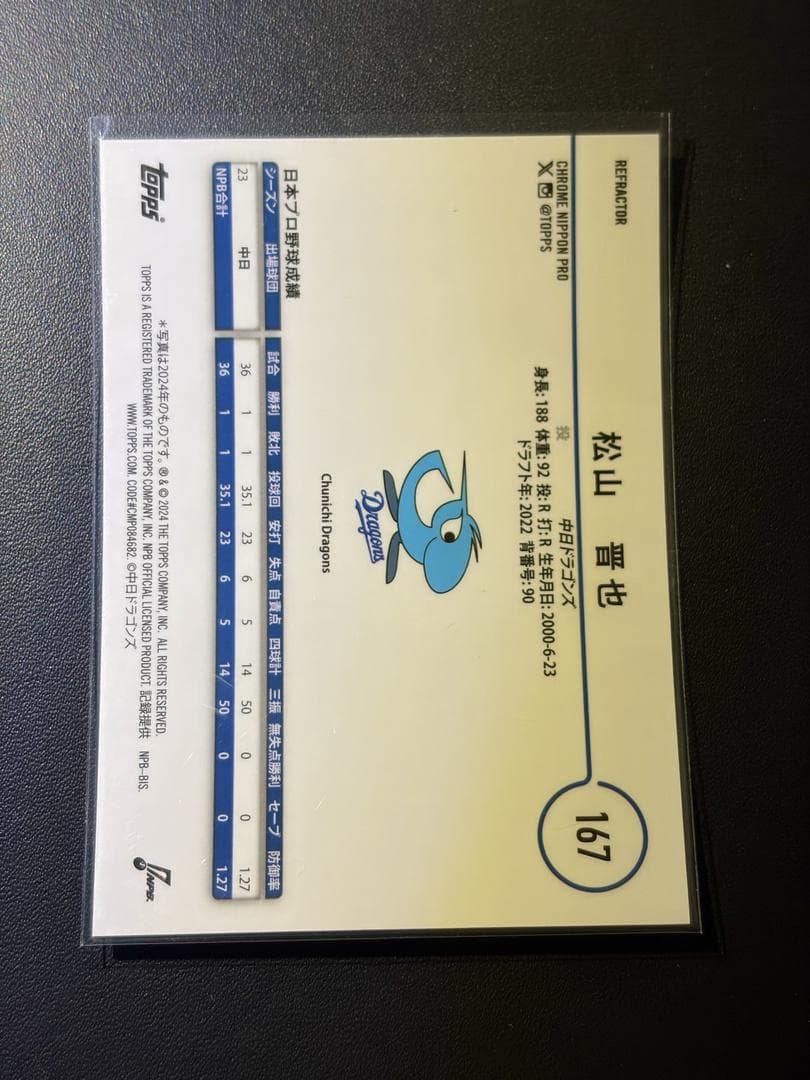 REFRACTOR
CHROME NIPPON PRO
X @TOPPS
松山 晋也
167
投 中日ドラゴンズ
身長: 188 体重: 92 投: R 打: R 生年月日: 2000-6-23
ドラフト年: 2022 背番号: 90
Dragons
Chunichi Dragons
日本プロ野球成績
シーズン 出場球団 試合 勝利 敗北 投球回 安打 失点 自責点 四球計 三振 無失点勝利 セーブ 防御率
23 中日 36 1 1 35.1 23 6 5 14 50 0 0 1.27
NPB合計 36 1 1 35.1 23 6 5 14 50 0 0 1.27
topps®
＊写真は2024年のものです。® & © 2024 THE TOPPS COMPANY, INC. ALL RIGHTS RESERVED.
TOPPS IS A REGISTERED TRADEMARK OF THE TOPPS COMPANY, INC. NPB OFFICIAL LICENSED PRODUCT. 記録提供 NPB-BIS.
WWW.TOPPS.COM. CODE#CMP084682. ©中日ドラゴンズ
NPB.